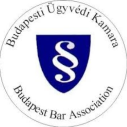 Budapesti Ügyvédi Kamara
§
Budapest Bar Association